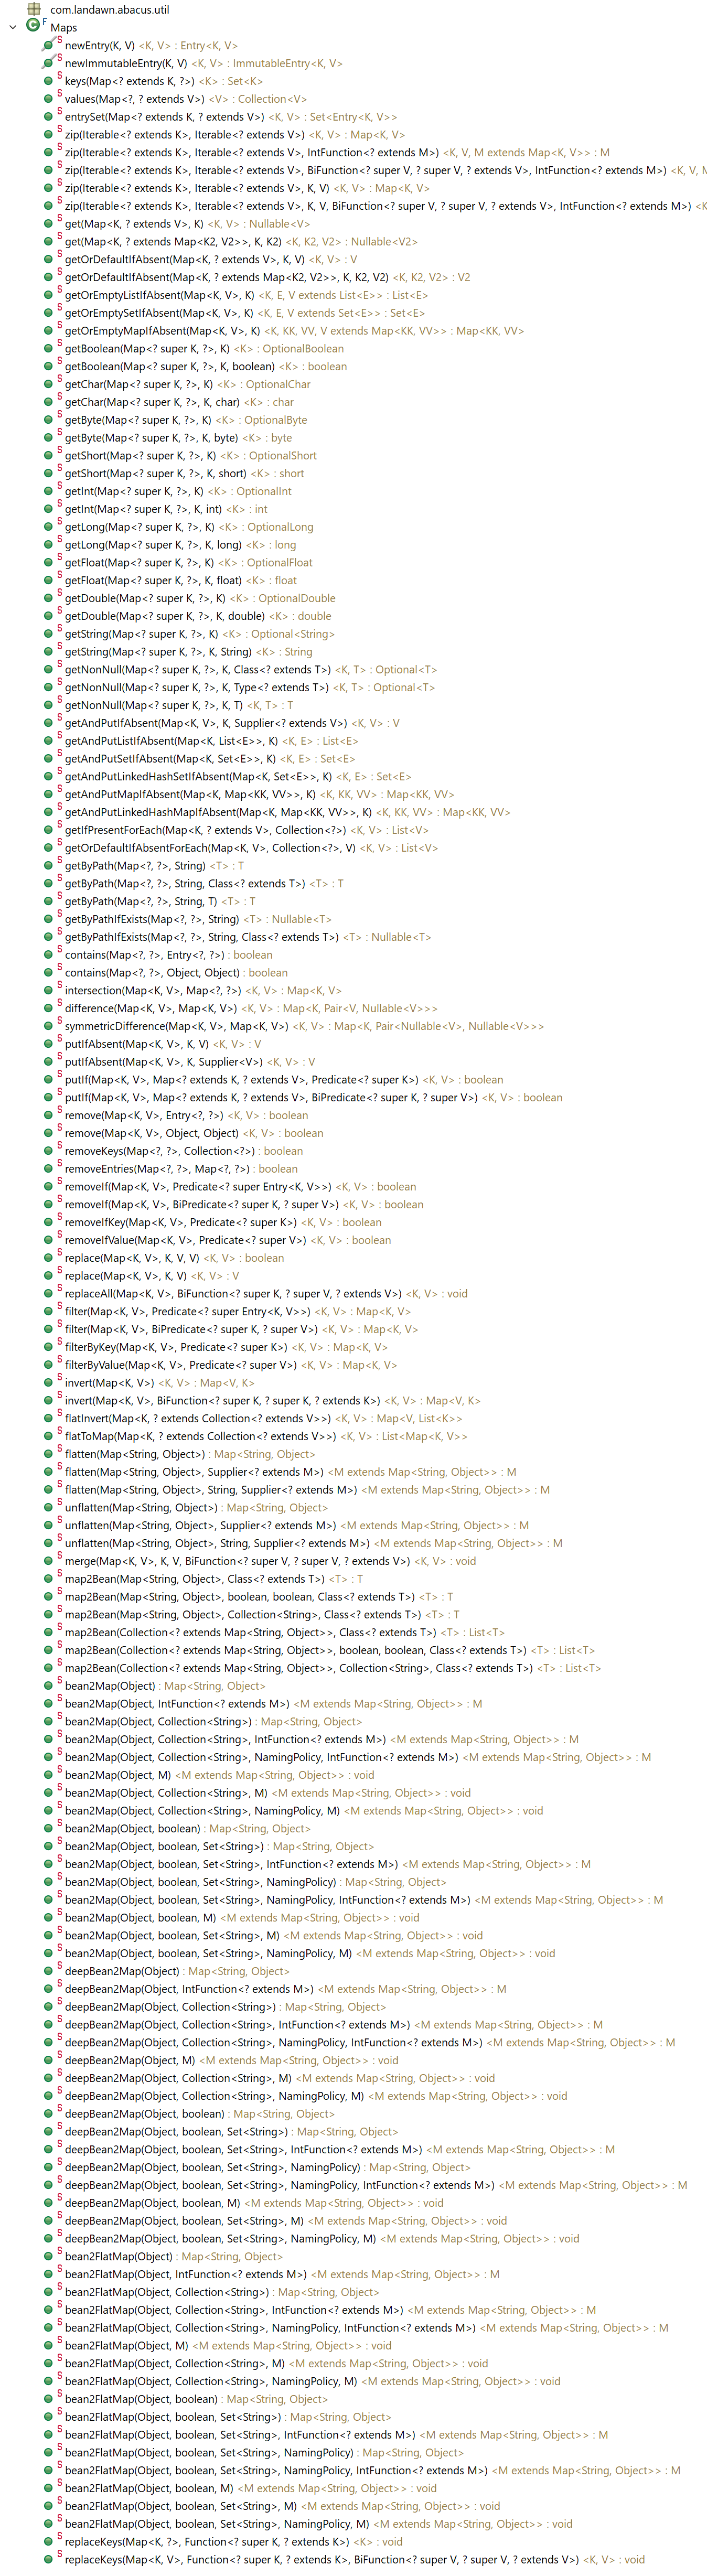 com.landawn.abacus.util
Maps
newEntry(K, V) <K, V> : Entry<K, V>
newImmutableEntry(K, V) <K, V> : ImmutableEntry<K, V>
keys(Map<? extends K, ?>) <K> : Set<K>
values(Map<?, ? extends V>) <V> : Collection<V>
entrySet(Map<? extends K, ? extends V>) <K, V> : Set<Entry<K, V>>
zip(Iterable<? extends K>, Iterable<? extends V>) <K, V> : Map<K, V>
zip(Iterable<? extends K>, Iterable<? extends V>, IntFunction<? extends M>) <K, V, M extends Map<K, V>> : M
zip(Iterable<? extends K>, Iterable<? extends V>, BiFunction<? super V, ? super V, ? extends V>, IntFunction<? extends M>) <K, V, M
zip(Iterable<? extends K>, Iterable<? extends V>, K, V) <K, V> : Map<K, V>
zip(Iterable<? extends K>, Iterable<? extends V>, K, V, BiFunction<? super V, ? super V, ? extends V>, IntFunction<? extends M>) <K
get(Map<K, ? extends V>, K) <K, V> : Nullable<V>
get(Map<K, ? extends Map<K2, V2>>, K, K2) <K, K2, V2> : Nullable<V2>
getOrDefaultIfAbsent(Map<K, ? extends V>, K, V) <K, V> : V
getOrDefaultIfAbsent(Map<K, ? extends Map<K2, V2>>, K, K2, V2) <K, K2, V2> : V2
getOrEmptyListIfAbsent(Map<K, V>, K) <K, E, V extends List<E>> : List<E>
getOrEmptySetIfAbsent(Map<K, V>, K) <K, E, V extends Set<E>> : Set<E>
getOrEmptyMapIfAbsent(Map<K, V>, K) <K, KK, VV, V extends Map<KK, VV>> : Map<KK, VV>
getBoolean(Map<? super K, ?>, K) <K> : OptionalBoolean
getBoolean(Map<? super K, ?>, K, boolean) <K> : boolean
getChar(Map<? super K, ?>, K) <K> : OptionalChar
getChar(Map<? super K, ?>, K, char) <K> : char
getByte(Map<? super K, ?>, K) <K> : OptionalByte
getByte(Map<? super K, ?>, K, byte) <K> : byte
getShort(Map<? super K, ?>, K) <K> : OptionalShort
getShort(Map<? super K, ?>, K, short) <K> : short
getInt(Map<? super K, ?>, K) <K> : OptionalInt
getInt(Map<? super K, ?>, K, int) <K> : int
getLong(Map<? super K, ?>, K) <K> : OptionalLong
getLong(Map<? super K, ?>, K, long) <K> : long
getFloat(Map<? super K, ?>, K) <K> : OptionalFloat
getFloat(Map<? super K, ?>, K, float) <K> : float
getDouble(Map<? super K, ?>, K) <K> : OptionalDouble
getDouble(Map<? super K, ?>, K, double) <K> : double
getString(Map<? super K, ?>, K) <K> : Optional<String>
getString(Map<? super K, ?>, K, String) <K> : String
getNonNull(Map<? super K, ?>, K, Class<? extends T>) <K, T> : Optional<T>
getNonNull(Map<? super K, ?>, K, Type<? extends T>) <K, T> : Optional<T>
getNonNull(Map<? super K, ?>, K, T) <K, T> : T
getAndPutIfAbsent(Map<K, V>, K, Supplier<? extends V>) <K, V> : V
getAndPutListIfAbsent(Map<K, List<E>>, K) <K, E> : List<E>
getAndPutSetIfAbsent(Map<K, Set<E>>, K) <K, E> : Set<E>
getAndPutLinkedHashSetIfAbsent(Map<K, Set<E>>, K) <K, E> : Set<E>
getAndPutMapIfAbsent(Map<K, Map<KK, VV>>, K) <K, KK, VV> : Map<KK, VV>
getAndPutLinkedHashMapIfAbsent(Map<K, Map<KK, VV>>, K) <K, KK, VV> : Map<KK, VV>
getIfPresentForEach(Map<K, ? extends V>, Collection<?>) <K, V> : List<V>
getOrDefaultIfAbsentForEach(Map<K, V>, Collection<?>, V) <K, V> : List<V>
getByPath(Map<?, ?>, String) <T> : T
getByPath(Map<?, ?>, String, Class<? extends T>) <T> : T
getByPath(Map<?, ?>, String, T) <T> : T
getByPathIfExists(Map<?, ?>, String) <T> : Nullable<T>
getByPathIfExists(Map<?, ?>, String, Class<? extends T>) <T> : Nullable<T>
contains(Map<?, ?>, Entry<?, ?>) : boolean
contains(Map<?, ?>, Object, Object) : boolean
intersection(Map<K, V>, Map<?, ?>) <K, V> : Map<K, V>
difference(Map<K, V>, Map<K, V>) <K, V> : Map<K, Pair<V, Nullable<V>>>
symmetricDifference(Map<K, V>, Map<K, V>) <K, V> : Map<K, Pair<Nullable<V>, Nullable<V>>>
putIfAbsent(Map<K, V>, K, V) <K, V> : V
putIfAbsent(Map<K, V>, K, Supplier<V>) <K, V> : V
putIf(Map<K, V>, Map<? extends K, ? extends V>, Predicate<? super K>) <K, V> : boolean
putIf(Map<K, V>, Map<? extends K, ? extends V>, BiPredicate<? super K, ? super V>) <K, V> : boolean
remove(Map<K, V>, Entry<?, ?>) <K, V> : boolean
remove(Map<K, V>, Object, Object) <K, V> : boolean
removeKeys(Map<?, ?>, Collection<?>) : boolean
removeEntries(Map<?, ?>, Map<?, ?>) : boolean
removeIf(Map<K, V>, Predicate<? super Entry<K, V>>) <K, V> : boolean
removeIf(Map<K, V>, BiPredicate<? super K, ? super V>) <K, V> : boolean
removeIfKey(Map<K, V>, Predicate<? super K>) <K, V> : boolean
removeIfValue(Map<K, V>, Predicate<? super V>) <K, V> : boolean
replace(Map<K, V>, K, V, V) <K, V> : boolean
replace(Map<K, V>, K, V) <K, V> : V
replaceAll(Map<K, V>, BiFunction<? super K, ? super V, ? extends V>) <K, V> : void
filter(Map<K, V>, Predicate<? super Entry<K, V>>) <K, V> : Map<K, V>
filter(Map<K, V>, BiPredicate<? super K, ? super V>) <K, V> : Map<K, V>
filterByKey(Map<K, V>, Predicate<? super K>) <K, V> : Map<K, V>
filterByValue(Map<K, V>, Predicate<? super V>) <K, V> : Map<K, V>
invert(Map<K, V>) <K, V> : Map<V, K>
invert(Map<K, V>, BiFunction<? super K, ? super K, ? extends K>) <K, V> : Map<V, K>
flatInvert(Map<K, ? extends Collection<? extends V>>) <K, V> : Map<V, List<K>>
flatToMap(Map<K, ? extends Collection<? extends V>>) <K, V> : List<Map<K, V>>
flatten(Map<String, Object>) : Map<String, Object>
flatten(Map<String, Object>, Supplier<? extends M>) <M extends Map<String, Object>> : M
flatten(Map<String, Object>, String, Supplier<? extends M>) <M extends Map<String, Object>> : M
unflatten(Map<String, Object>) : Map<String, Object>
unflatten(Map<String, Object>, Supplier<? extends M>) <M extends Map<String, Object>> : M
unflatten(Map<String, Object>, String, Supplier<? extends M>) <M extends Map<String, Object>> : M
merge(Map<K, V>, K, V, BiFunction<? super V, ? super V, ? extends V>) <K, V> : void
map2Bean(Map<String, Object>, Class<? extends T>) <T> : T
map2Bean(Map<String, Object>, boolean, boolean, Class<? extends T>) <T> : T
map2Bean(Map<String, Object>, Collection<String>, Class<? extends T>) <T> : T
map2Bean(Collection<? extends Map<String, Object>>, Class<? extends T>) <T> : List<T>
map2Bean(Collection<? extends Map<String, Object>>, boolean, boolean, Class<? extends T>) <T> : List<T>
map2Bean(Collection<? extends Map<String, Object>>, Collection<String>, Class<? extends T>) <T> : List<T>
bean2Map(Object) : Map<String, Object>
bean2Map(Object, IntFunction<? extends M>) <M extends Map<String, Object>> : M
bean2Map(Object, Collection<String>) : Map<String, Object>
bean2Map(Object, Collection<String>, IntFunction<? extends M>) <M extends Map<String, Object>> : M
bean2Map(Object, Collection<String>, NamingPolicy, IntFunction<? extends M>) <M extends Map<String, Object>> : M
bean2Map(Object, M) <M extends Map<String, Object>> : void
bean2Map(Object, Collection<String>, M) <M extends Map<String, Object>> : void
bean2Map(Object, Collection<String>, NamingPolicy, M) <M extends Map<String, Object>> : void
bean2Map(Object, boolean) : Map<String, Object>
bean2Map(Object, boolean, Set<String>) : Map<String, Object>
bean2Map(Object, boolean, Set<String>, IntFunction<? extends M>) <M extends Map<String, Object>> : M
bean2Map(Object, boolean, Set<String>, NamingPolicy) : Map<String, Object>
bean2Map(Object, boolean, Set<String>, NamingPolicy, IntFunction<? extends M>) <M extends Map<String, Object>> : M
bean2Map(Object, boolean, M) <M extends Map<String, Object>> : void
bean2Map(Object, boolean, Set<String>, M) <M extends Map<String, Object>> : void
bean2Map(Object, boolean, Set<String>, NamingPolicy, M) <M extends Map<String, Object>> : void
deepBean2Map(Object) : Map<String, Object>
deepBean2Map(Object, IntFunction<? extends M>) <M extends Map<String, Object>> : M
deepBean2Map(Object, Collection<String>) : Map<String, Object>
deepBean2Map(Object, Collection<String>, IntFunction<? extends M>) <M extends Map<String, Object>> : M
deepBean2Map(Object, Collection<String>, NamingPolicy, IntFunction<? extends M>) <M extends Map<String, Object>> : M
deepBean2Map(Object, M) <M extends Map<String, Object>> : void
deepBean2Map(Object, Collection<String>, M) <M extends Map<String, Object>> : void
deepBean2Map(Object, Collection<String>, NamingPolicy, M) <M extends Map<String, Object>> : void
deepBean2Map(Object, boolean) : Map<String, Object>
deepBean2Map(Object, boolean, Set<String>) : Map<String, Object>
deepBean2Map(Object, boolean, Set<String>, IntFunction<? extends M>) <M extends Map<String, Object>> : M
deepBean2Map(Object, boolean, Set<String>, NamingPolicy) : Map<String, Object>
deepBean2Map(Object, boolean, Set<String>, NamingPolicy, IntFunction<? extends M>) <M extends Map<String, Object>> : M
deepBean2Map(Object, boolean, M) <M extends Map<String, Object>> : void
deepBean2Map(Object, boolean, Set<String>, M) <M extends Map<String, Object>> : void
deepBean2Map(Object, boolean, Set<String>, NamingPolicy, M) <M extends Map<String, Object>> : void
bean2FlatMap(Object) : Map<String, Object>
bean2FlatMap(Object, IntFunction<? extends M>) <M extends Map<String, Object>> : M
bean2FlatMap(Object, Collection<String>) : Map<String, Object>
bean2FlatMap(Object, Collection<String>, IntFunction<? extends M>) <M extends Map<String, Object>> : M
bean2FlatMap(Object, Collection<String>, NamingPolicy, IntFunction<? extends M>) <M extends Map<String, Object>> : M
bean2FlatMap(Object, M) <M extends Map<String, Object>> : void
bean2FlatMap(Object, Collection<String>, M) <M extends Map<String, Object>> : void
bean2FlatMap(Object, Collection<String>, NamingPolicy, M) <M extends Map<String, Object>> : void
bean2FlatMap(Object, boolean) : Map<String, Object>
bean2FlatMap(Object, boolean, Set<String>) : Map<String, Object>
bean2FlatMap(Object, boolean, Set<String>, IntFunction<? extends M>) <M extends Map<String, Object>> : M
bean2FlatMap(Object, boolean, Set<String>, NamingPolicy) : Map<String, Object>
bean2FlatMap(Object, boolean, Set<String>, NamingPolicy, IntFunction<? extends M>) <M extends Map<String, Object>> : M
bean2FlatMap(Object, boolean, M) <M extends Map<String, Object>> : void
bean2FlatMap(Object, boolean, Set<String>, M) <M extends Map<String, Object>> : void
bean2FlatMap(Object, boolean, Set<String>, NamingPolicy, M) <M extends Map<String, Object>> : void
replaceKeys(Map<K, ?>, Function<? super K, ? extends K>) <K> : void
replaceKeys(Map<K, V>, Function<? super K, ? extends K>, BiFunction<? super V, ? super V, ? extends V>) <K, V> : void